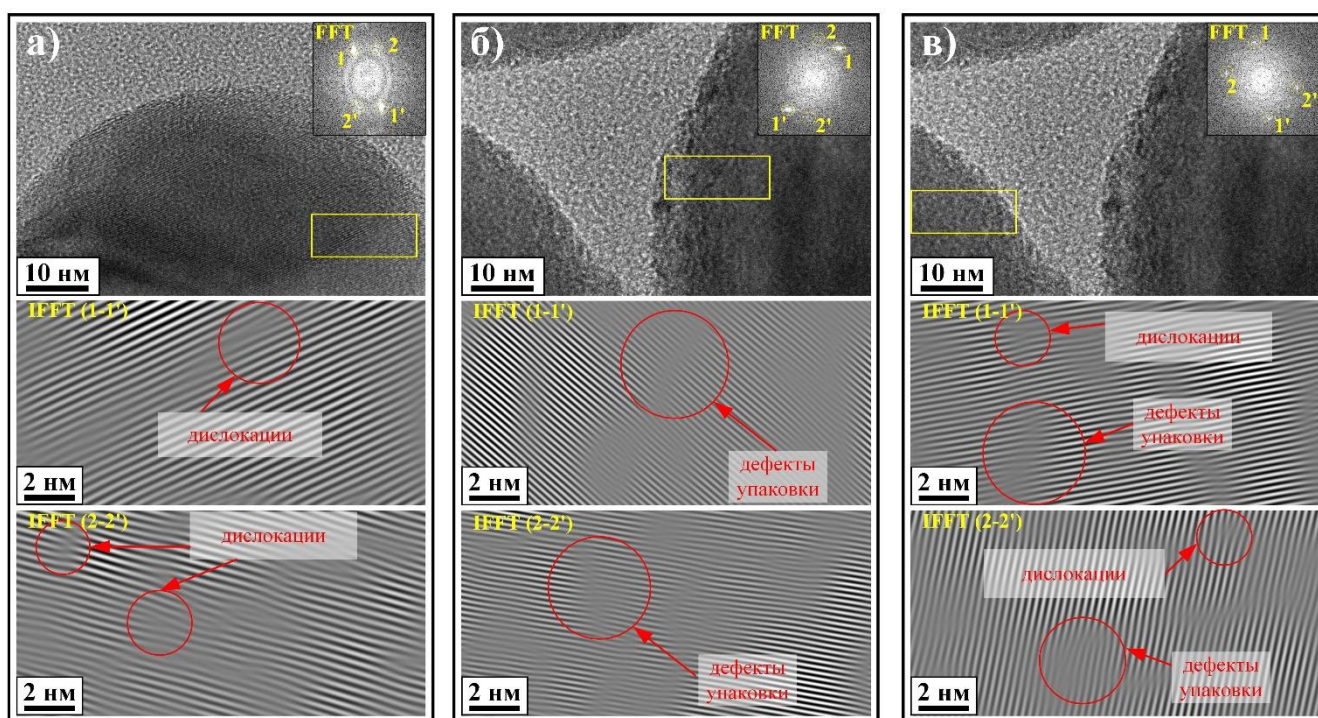 а)
FFT
1
2
2'
1'
10 нм
IFFT (1-1')
дислокации
2 нм
IFFT (2-2')
дислокации
2 нм
б)
FFT
2
1
1'
2'
10 нм
IFFT (1-1')
дефекты
упаковки
2 нм
IFFT (2-2')
дефекты
упаковки
2 нм
в)
FFT
1
2
2'
1'
10 нм
IFFT (1-1')
дислокации
дефекты
упаковки
2 нм
IFFT (2-2')
дислокации
дефекты
упаковки
2 нм